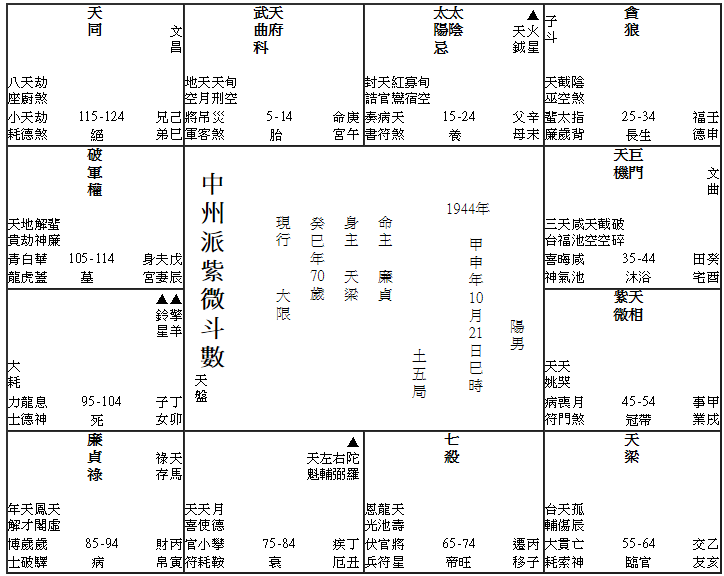 天同
文昌
八座 天廚 劫煞
小耗 天德 劫煞
115-124
絕
兄弟 己巳
武曲科 天府
地空 天月 天刑 旬空
將軍 吊客 災煞
5-14
胎
命宮 庚午
太陽忌 太陰
天鉞 ▲火星
封誥 天官 紅鸞 寡宿 旬空
奏書 病符 天煞
15-24
養
父母 辛未
子斗
貪狼
天巫 截空 陰煞
蜚廉 太歲 指背
25-34
長生
福德 壬申
破軍權
天貴 地劫 解神 蜚廉
青龍 白虎 華蓋
105-114
墓
身宮 夫妻 戊辰
中州派紫微斗數
天盤
現行 大限
癸巳年70歲
身主 天梁
命主 廉貞
土五局
1944年
甲申年10月21日巳時
陽男
天機 巨門
文曲
三台 天福 咸池 天空 截空 破碎
喜神 晦氣 咸池
35-44
沐浴
田宅 癸酉
▲鈴星 ▲擎羊
大耗
力士 龍德 息神
95-104
死
子女 丁卯
紫微 天相
天姚 天哭
病符 喪門 月煞
45-54
冠帶
事業 甲戌
廉貞祿
祿存 天馬
年解 天才 鳳閣 天虛
博士 歲破 歲驛
85-94
病
財帛 丙寅
天魁 左輔 右弼 ▲陀羅
天喜 天使 月德
官符 小耗 攀鞍
75-84
衰
疾厄 丁丑
七殺
恩光 龍池 天壽
伏兵 官符 將星
65-74
帝旺
遷移 丙子
天梁
台輔 天傷 孤辰
大耗 貫索 亡神
55-64
臨官
交友 乙亥